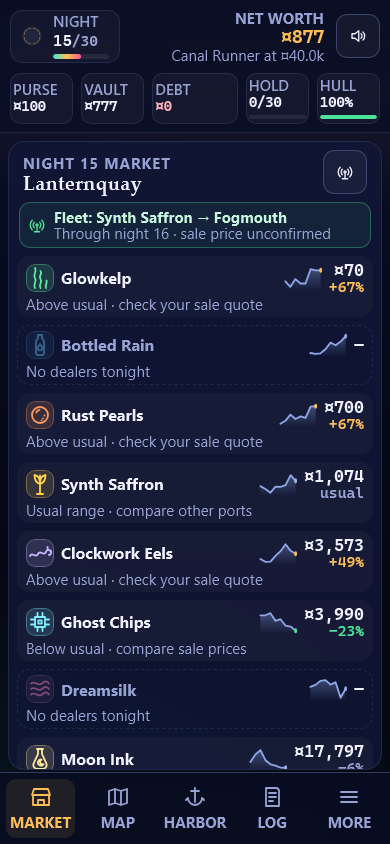 NIGHT
15/30
NET WORTH
¤877
Canal Runner at ¤40.0k
PURSE
¤100
VAULT
¤777
DEBT
¤0
HOLD
0/30
HULL
100%
NIGHT 15 MARKET
Lanternquay
Fleet: Synth Saffron → Fogmouth
Through night 16 · sale price unconfirmed
Glowkelp
¤70
+67%
Above usual · check your sale quote
Bottled Rain
—
No dealers tonight
Rust Pearls
¤700
+67%
Above usual · check your sale quote
Synth Saffron
¤1,074
usual
Usual range · compare other ports
Clockwork Eels
¤3,573
+49%
Above usual · check your sale quote
Ghost Chips
¤3,990
−23%
Below usual · compare sale prices
Dreamsilk
—
No dealers tonight
Moon Ink
¤17,797
−6%
MARKET
MAP
HARBOR
LOG
MORE